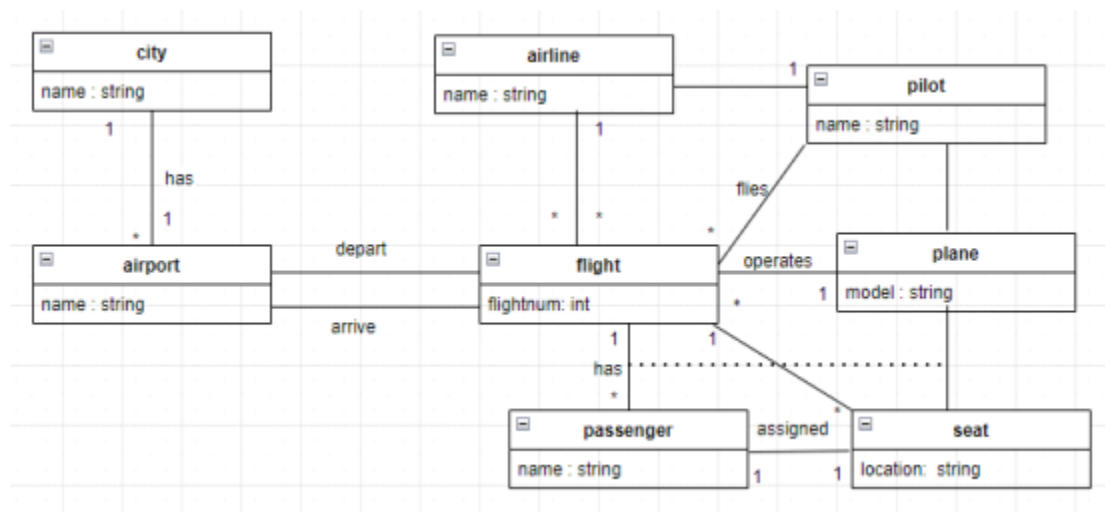 city
name : string
airline
name : string
1
pilot
name : string
1
has
1
*
1
*
*
flies
*
airport
name : string
depart
arrive
flight
flightnum: int
operates
1
*
plane
model : string
1
has
*
1
*
passenger
name : string
assigned
1
1
seat
location: string